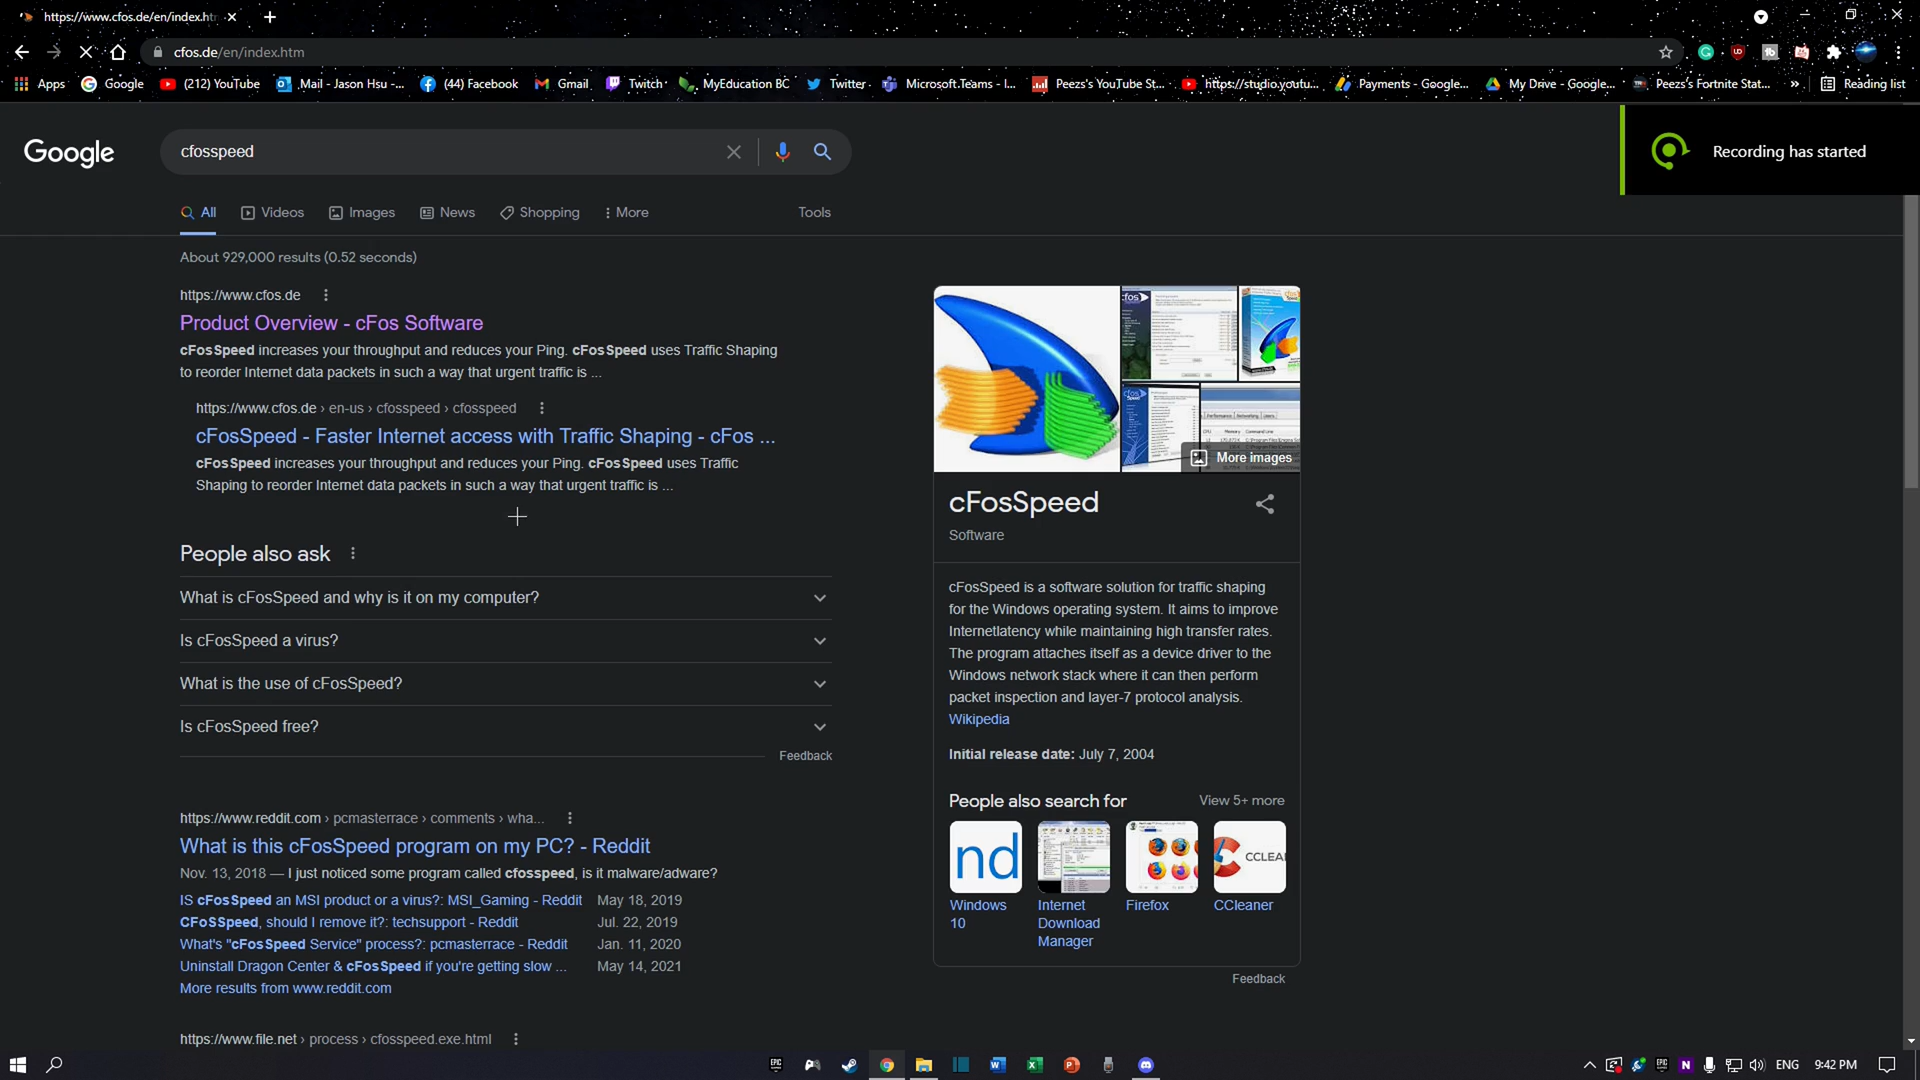 https://www.cfos.de/en/index.htm
cfos.de/en/index.htm
Apps
Google
(212) YouTube
Mail - Jason Hsu -...
(44) Facebook
Gmail
Twitch
MyEducation BC
Twitter
Microsoft Teams - I...
Peezs's YouTube St...
https://studio.youtu...
Payments - Google...
My Drive - Google...
Peezs's Fortnite Stat...
»
Reading list
Google
cfosspeed
Recording has started
All
Videos
Images
News
Shopping
More
Tools
About 929,000 results (0.52 seconds)
https://www.cfos.de
Product Overview - cFos Software
cFosSpeed increases your throughput and reduces your Ping. cFosSpeed uses Traffic Shaping
to reorder Internet data packets in such a way that urgent traffic is ...
https://www.cfos.de › en-us › cfosspeed › cfosspeed
cFosSpeed - Faster Internet access with Traffic Shaping - cFos ...
cFosSpeed increases your throughput and reduces your Ping. cFosSpeed uses Traffic
Shaping to reorder Internet data packets in such a way that urgent traffic is ...
People also ask
What is cFosSpeed and why is it on my computer?
Is cFosSpeed a virus?
What is the use of cFosSpeed?
Is cFosSpeed free?
Feedback
https://www.reddit.com › pcmasterrace › comments › wha...
What is this cFosSpeed program on my PC? - Reddit
Nov. 13, 2018 — I just noticed some program called cfosspeed, is it malware/adware?
IS cFosSpeed an MSI product or a virus?: MSI_Gaming - Reddit May 18, 2019
CFoSSpeed, should I remove it?: techsupport - Reddit Jul. 22, 2019
What's "cFosSpeed Service" process?: pcmasterrace - Reddit Jan. 11, 2020
Uninstall Dragon Center & cFosSpeed if you're getting slow ... May 14, 2021
More results from www.reddit.com
https://www.file.net › process › cfosspeed.exe.html
More images
cFosSpeed
Software
cFosSpeed is a software solution for traffic shaping
for the Windows operating system. It aims to improve
Internetlatency while maintaining high transfer rates.
The program attaches itself as a device driver to the
Windows network stack where it can then perform
packet inspection and layer-7 protocol analysis.
Wikipedia
Initial release date: July 7, 2004
People also search for
View 5+ more
nd
CCLEA
Windows
10
Internet
Download
Manager
Firefox
CCleaner
Feedback
ENG
9:42 PM